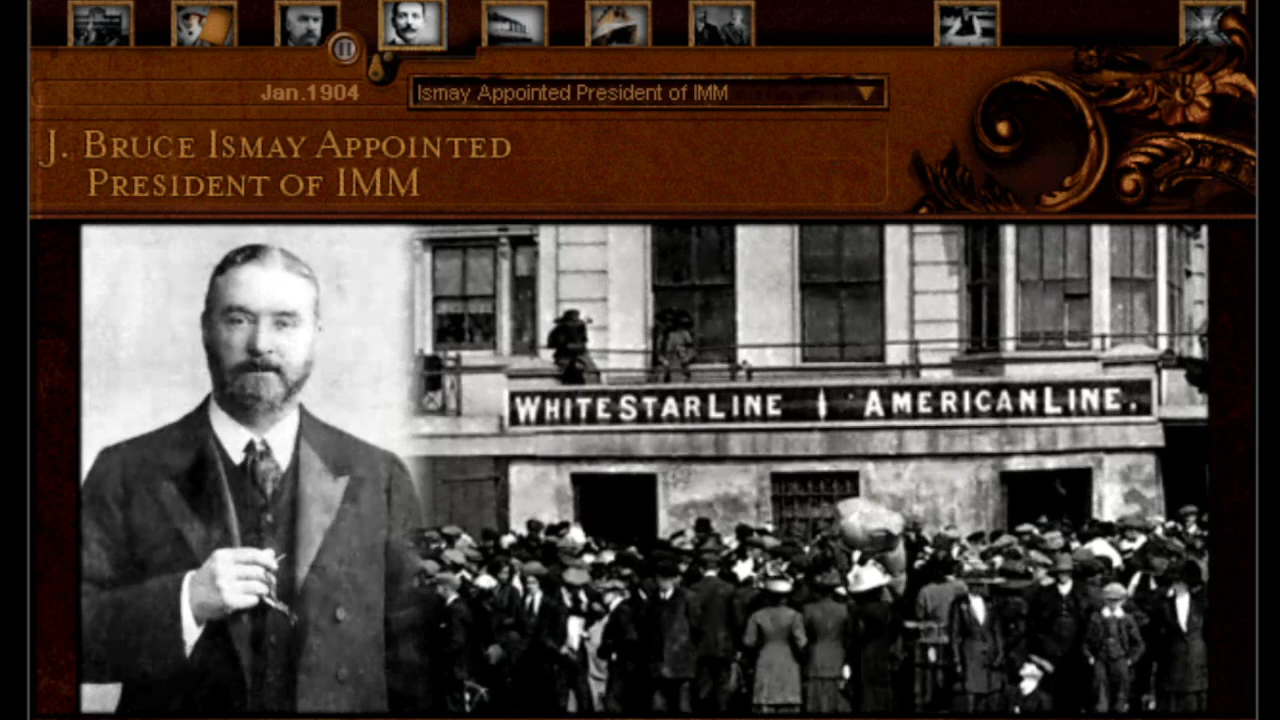 Jan.1904
Ismay Appointed President of IMM
J. Bruce Ismay Appointed
President of IMM
WHITE STAR LINE AMERICAN LINE.